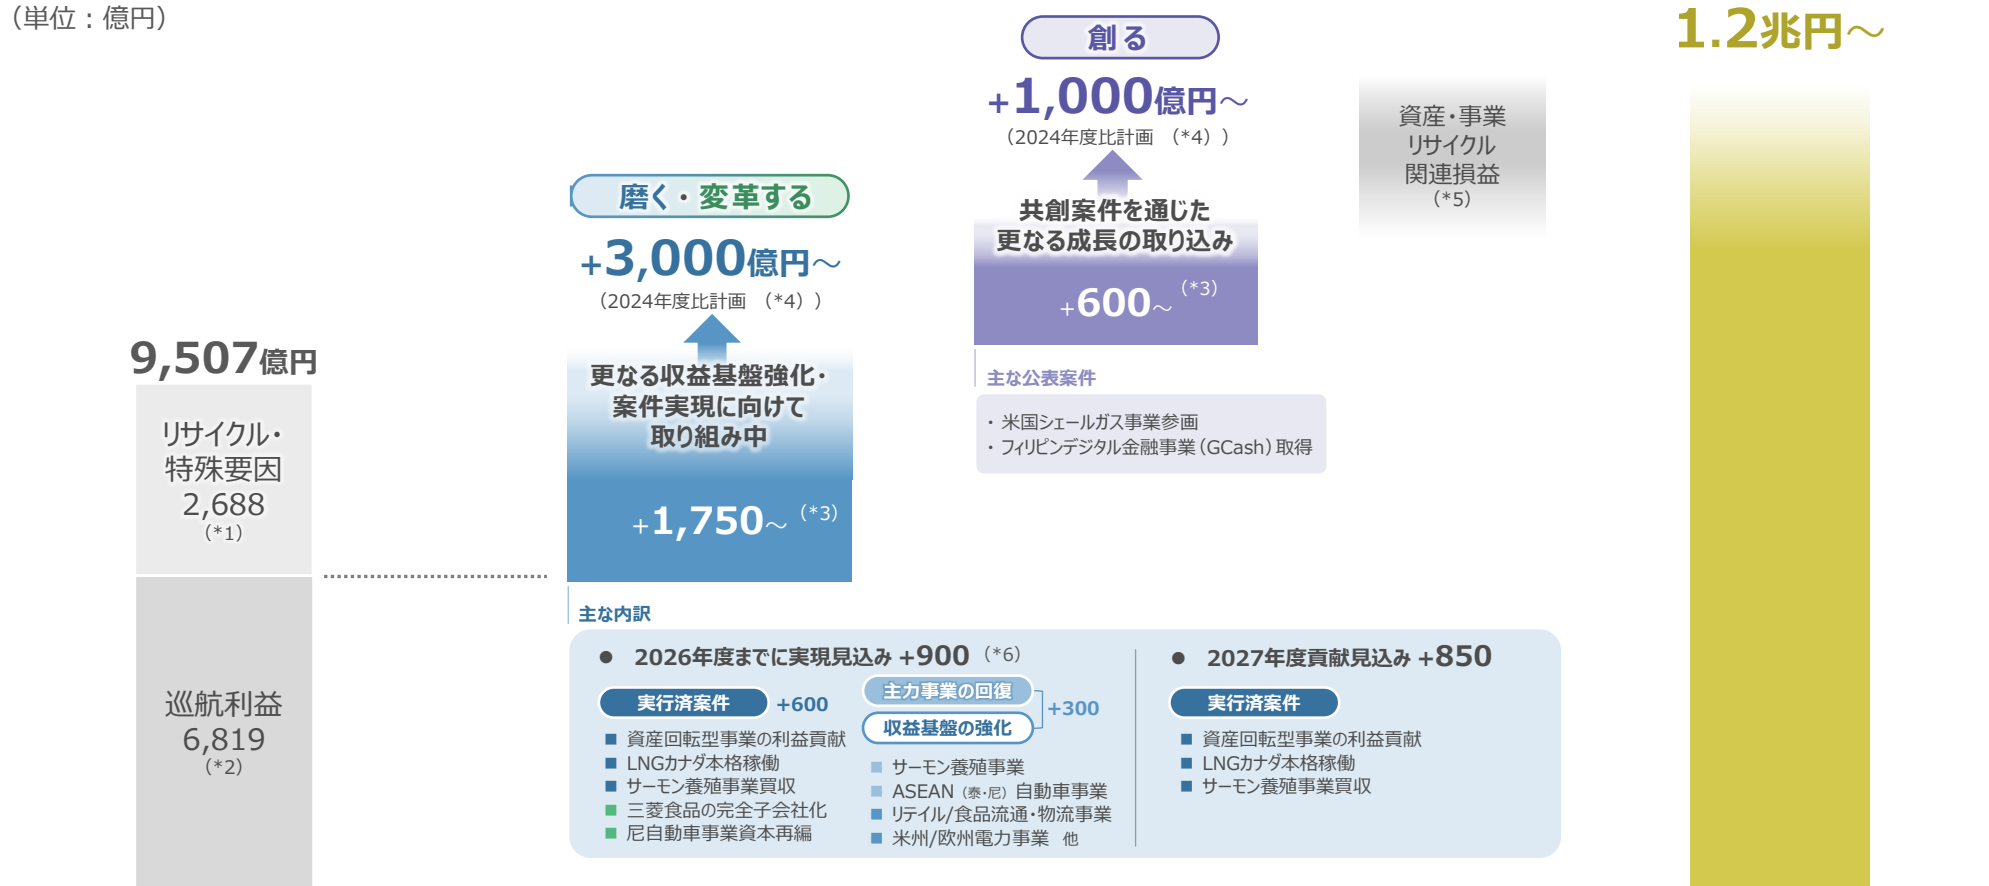 （単位：億円）
9,507億円
リサイクル・
特殊要因
2,688
（*1）
巡航利益
6,819
（*2）
磨く・変革する
+3,000億円～
（2024年度比計画　（*4））
更なる収益基盤強化・
案件実現に向けて
取り組み中
+1,750～（*3）
創る
+1,000億円～
（2024年度比計画　（*4））
共創案件を通じた
更なる成長の取り込み
+600～（*3）
主な公表案件
・米国シェールガス事業参画
・フィリピンデジタル金融事業（GCash）取得
資産・事業
リサイクル
関連損益
（*5）
1.2兆円～
主な内訳
● 2026年度までに実現見込み +900（*6）
実行済案件 +600
■ 資産回転型事業の利益貢献
■ LNGカナダ本格稼働
■ サーモン養殖事業買収
■ 三菱食品の完全子会社化
■ 尼自動車事業資本再編
主力事業の回復
収益基盤の強化
+300
■ サーモン養殖事業
■ ASEAN（泰・尼）自動車事業
■ リテイル/食品流通・物流事業
■ 米州/欧州電力事業　他
● 2027年度貢献見込み +850
実行済案件
■ 資産回転型事業の利益貢献
■ LNGカナダ本格稼働
■ サーモン養殖事業買収